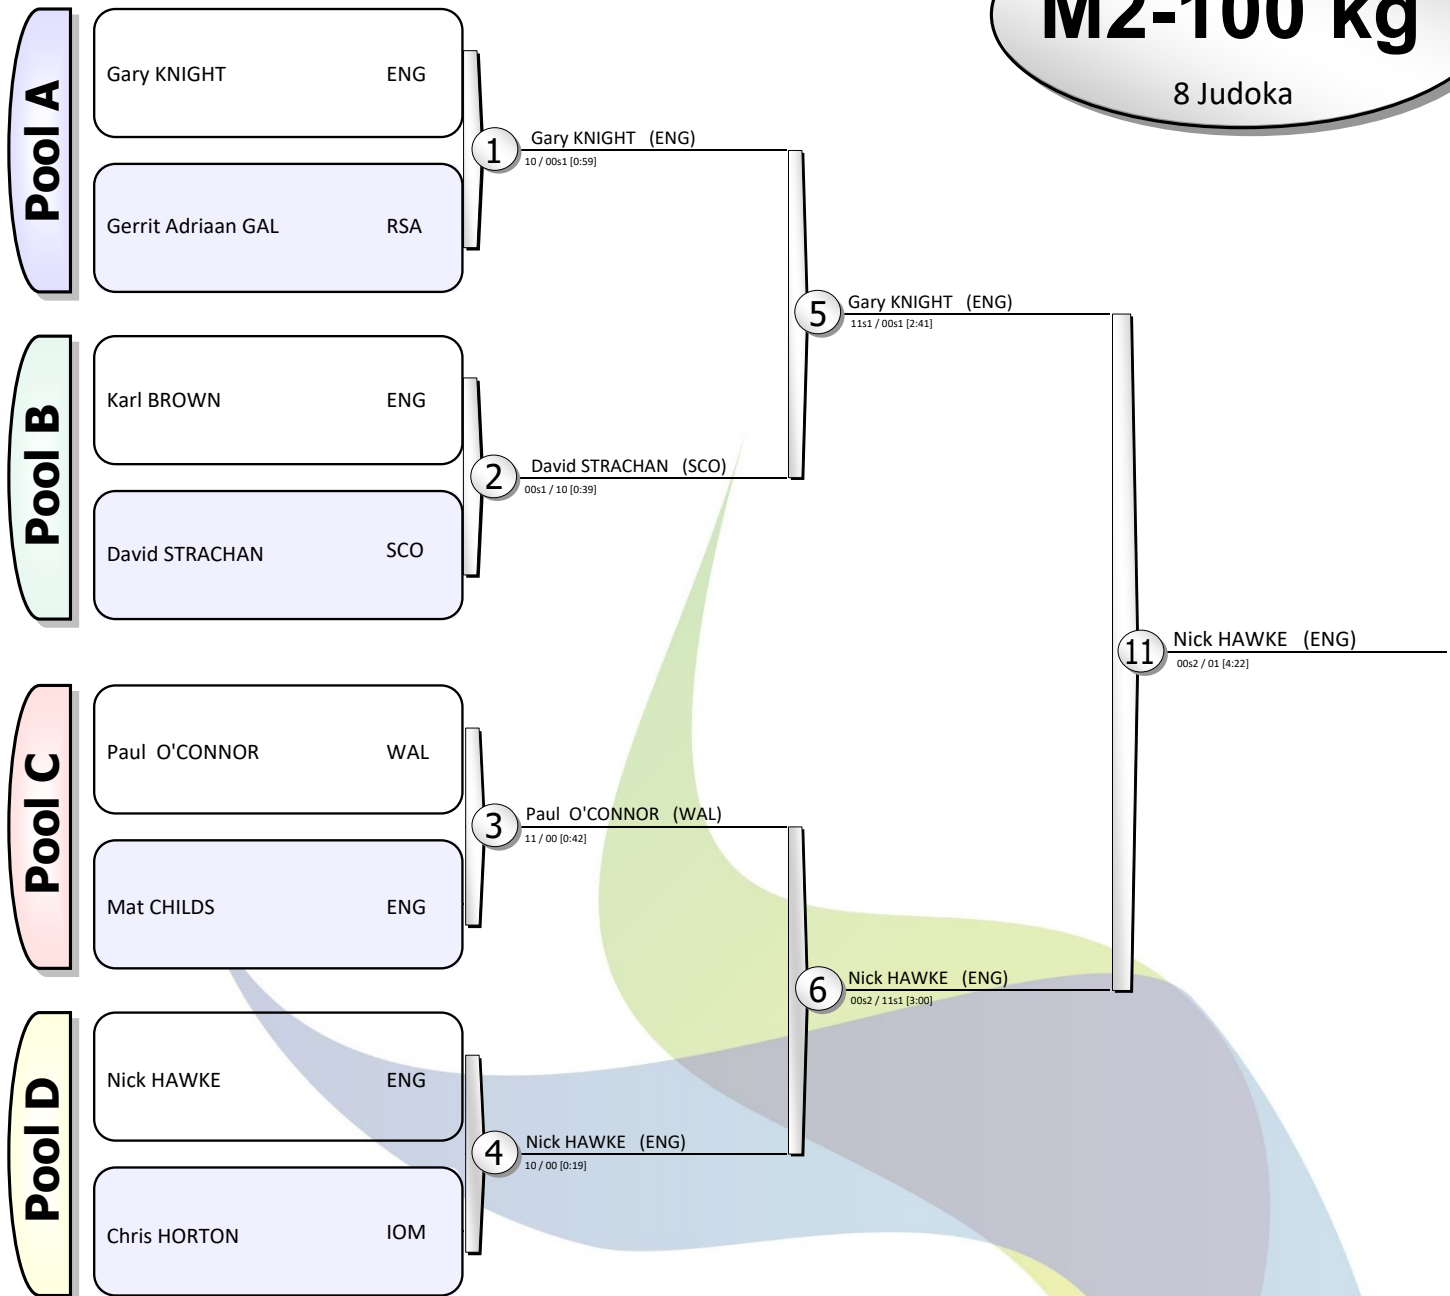 M2-100 kg
8 Judoka
Pool A
Gary KNIGHT ENG
Gerrit Adriaan GAL RSA
1
Gary KNIGHT (ENG)
10 / 00s1 [0:59]
Pool B
Karl BROWN ENG
David STRACHAN SCO
2
David STRACHAN (SCO)
00s1 / 10 [0:39]
5
Gary KNIGHT (ENG)
11s1 / 00s1 [2:41]
Pool C
Paul O'CONNOR WAL
Mat CHILDS ENG
3
Paul O'CONNOR (WAL)
11 / 00 [0:42]
Pool D
Nick HAWKE ENG
Chris HORTON IOM
4
Nick HAWKE (ENG)
10 / 00 [0:19]
6
Nick HAWKE (ENG)
00s2 / 11s1 [3:00]
11
Nick HAWKE (ENG)
00s2 / 01 [4:22]